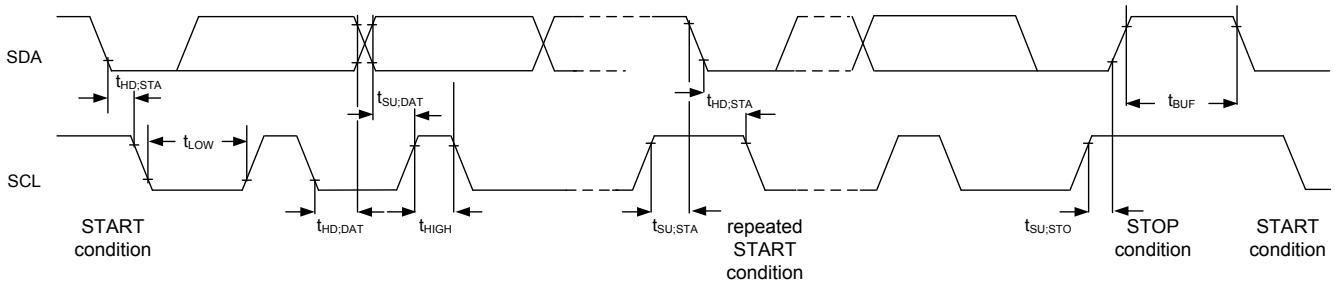 SDA
tHD;STA
tSU;DAT
tHD;STA
tBUF
tLOW
SCL
tHD;DAT
tHIGH
tSU;STA
tSU;STO
START
condition
repeated
START
condition
STOP
condition
START
condition